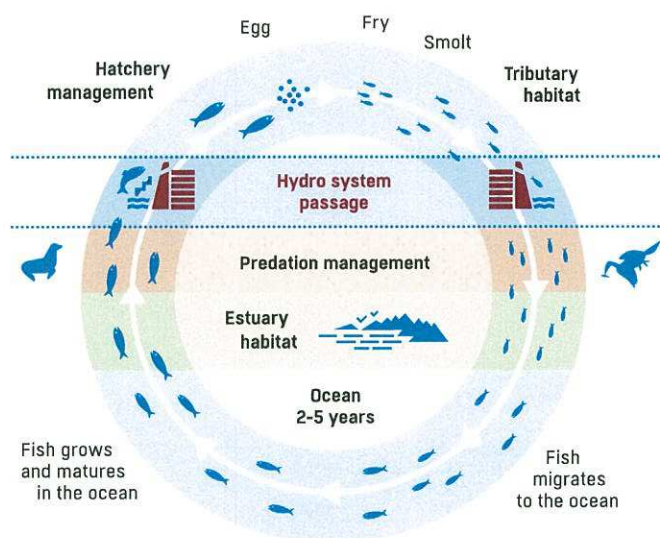 Egg
Fry
Smolt
Hatchery
management
Tributary
habitat
Hydro system
passage
Predation management
Estuary
habitat
Ocean
2-5 years
Fish grows
and matures
in the ocean
Fish
migrates
to the ocean